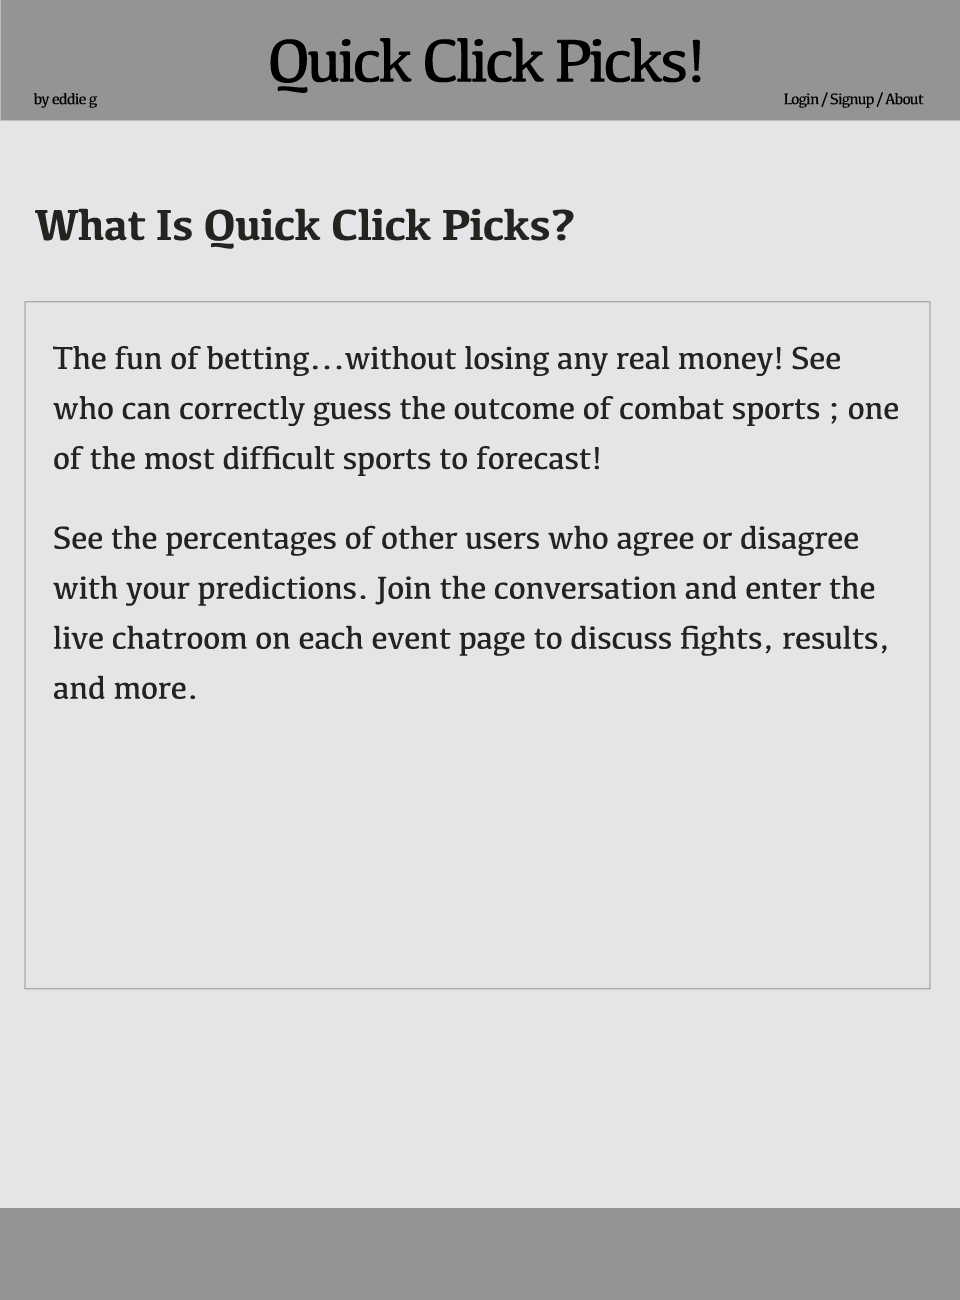 Quick Click Picks!
by eddie g
Login / Signup / About
What Is Quick Click Picks?
The fun of betting...without losing any real money! See
who can correctly guess the outcome of combat sports ; one
of the most difficult sports to forecast!
See the percentages of other users who agree or disagree
with your predictions. Join the conversation and enter the
live chatroom on each event page to discuss fights, results,
and more.